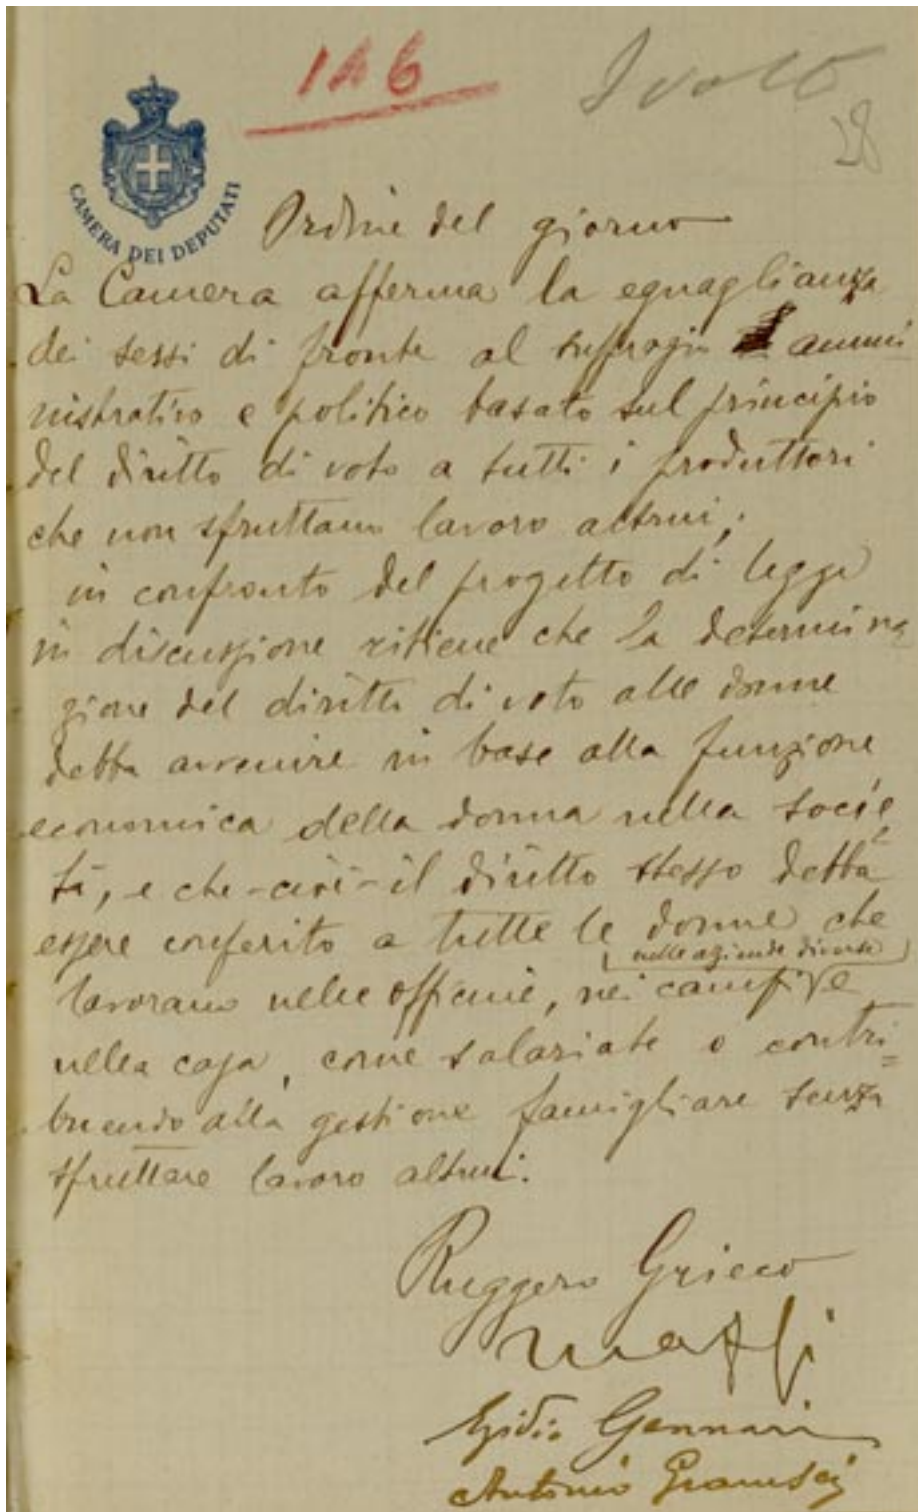 146
Svolto
28
CAMERA DEI DEPUTATI
Ordine del giorno
La Camera afferma la eguaglianza
dei sessi di fronte al suffragio ammi
nistrativo e politico basato sul principio
del diritto di voto a tutti i produttori
che non sfruttano lavoro altrui;
in confronto del progetto di legge
in discussione ritiene che la determina
zione del diritto di voto alle donne
debba avvenire in base alla funzione
economica della donna nella socie
tà, e che - cioè - il diritto stesso debba
essere conferito a tutte le donne che
nelle aziende diverse
lavorano nelle officine, nei campi e
nella casa, come salariate o contri=
buendo alla gestione famigliare senza
sfruttare lavoro altrui.
Ruggero Grieco
Maffi
Egidio Gennari
Antonio Gramsci